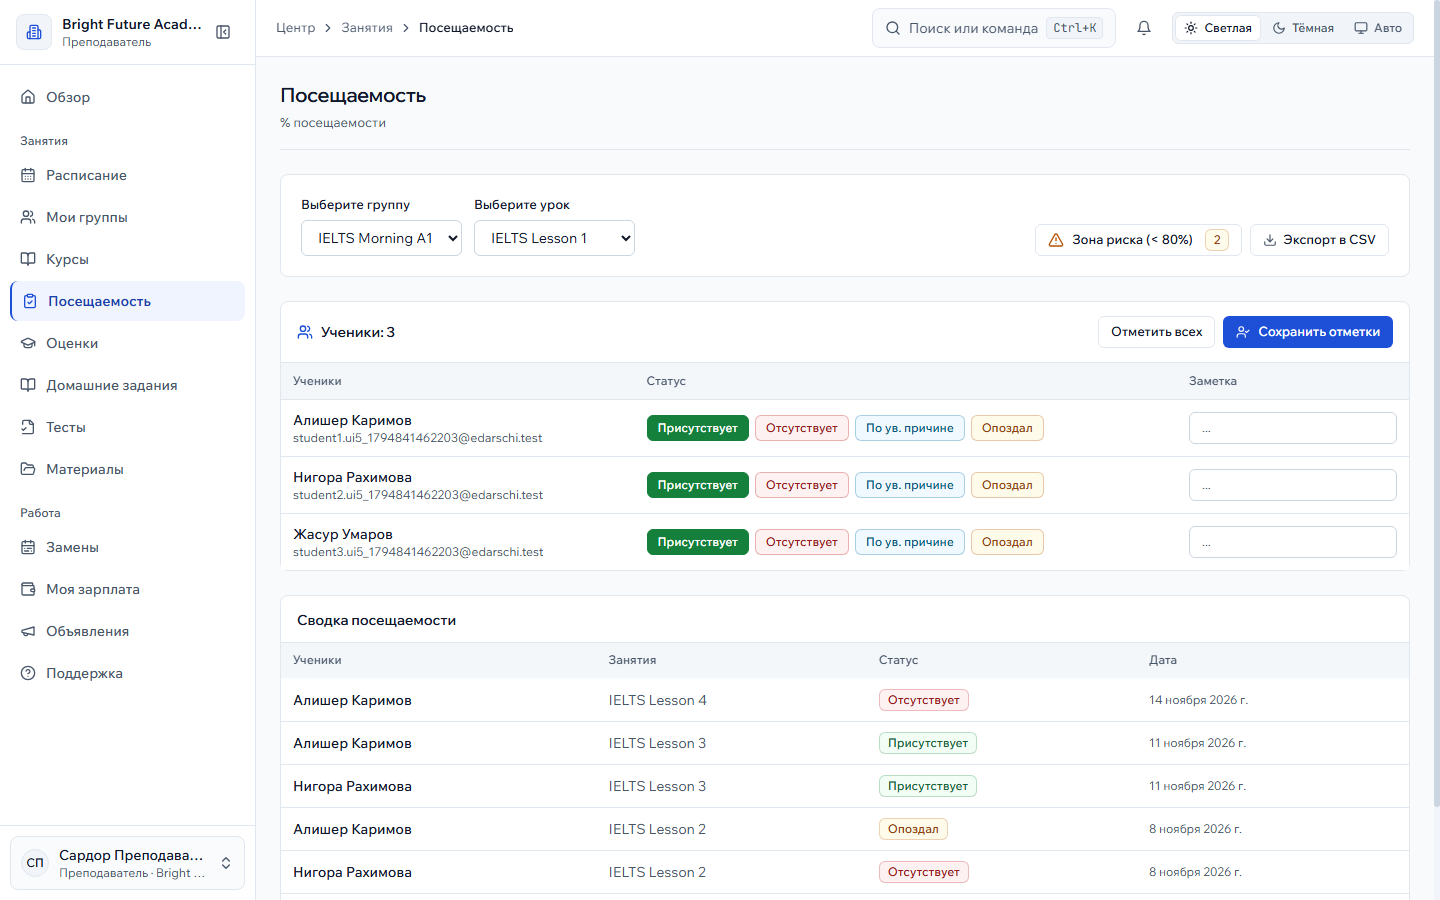 Bright Future Acad...
Преподаватель
Центр
Занятия
Посещаемость
Поиск или команда
Ctrl+K
Светлая
Тёмная
Авто
Обзор
Занятия
Расписание
Мои группы
Курсы
Посещаемость
Оценки
Домашние задания
Тесты
Материалы
Работа
Замены
Моя зарплата
Объявления
Поддержка
СП
Сардор Преподава...
Преподаватель · Bright ...
Посещаемость
% посещаемости
Выберите группу
Выберите урок
IELTS Morning A1
IELTS Lesson 1
Зона риска (< 80%) 2
Экспорт в CSV
Ученики: 3
Отметить всех
Сохранить отметки
Ученики Статус Заметка
Алишер Каримов
student1.ui5_1794841462203@edarschi.test
Присутствует Отсутствует По ув. причине Опоздал ...
Нигора Рахимова
student2.ui5_1794841462203@edarschi.test
Присутствует Отсутствует По ув. причине Опоздал ...
Жасур Умаров
student3.ui5_1794841462203@edarschi.test
Присутствует Отсутствует По ув. причине Опоздал ...
Сводка посещаемости
Ученики Занятия Статус Дата
Алишер Каримов IELTS Lesson 4 Отсутствует 14 ноября 2026 г.
Алишер Каримов IELTS Lesson 3 Присутствует 11 ноября 2026 г.
Нигора Рахимова IELTS Lesson 3 Присутствует 11 ноября 2026 г.
Алишер Каримов IELTS Lesson 2 Опоздал 8 ноября 2026 г.
Нигора Рахимова IELTS Lesson 2 Отсутствует 8 ноября 2026 г.